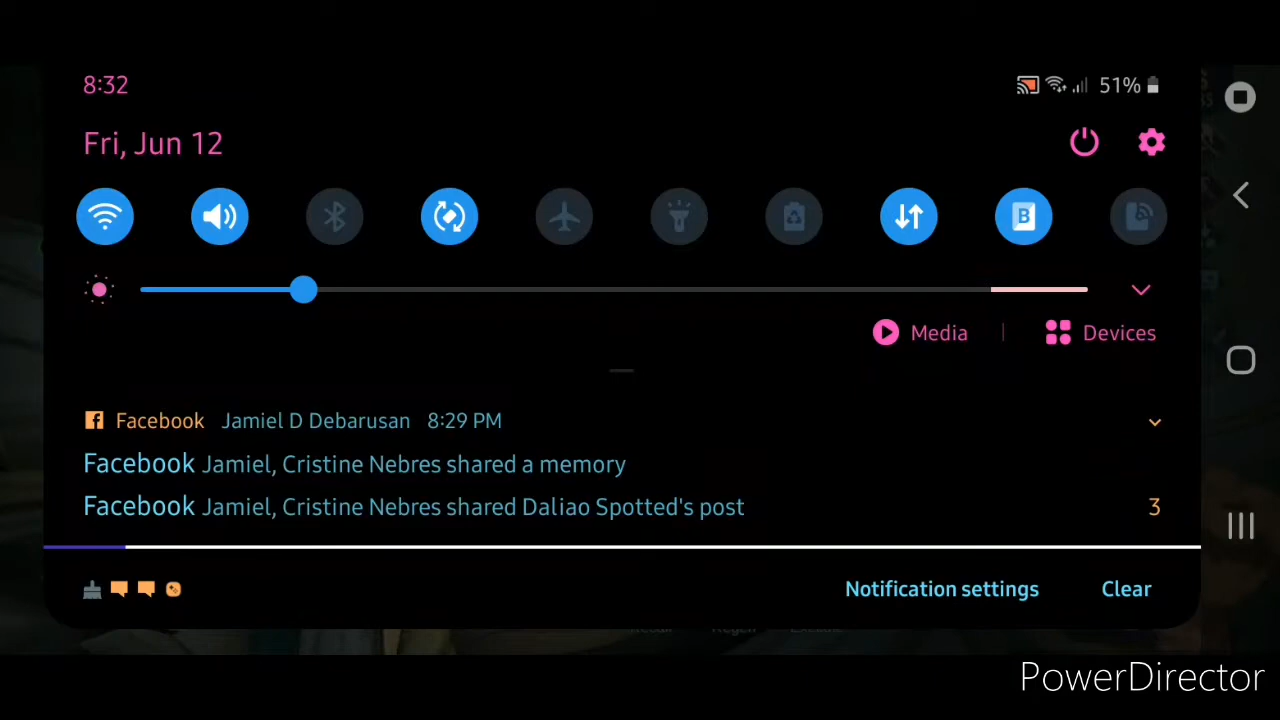 8:32
51%
Fri, Jun 12
B
Media
Devices
Facebook Jamiel D Debarusan 8:29 PM
Facebook Jamiel, Cristine Nebres shared a memory
Facebook Jamiel, Cristine Nebres shared Daliao Spotted's post
3
Notification settings
Clear
PowerDirector